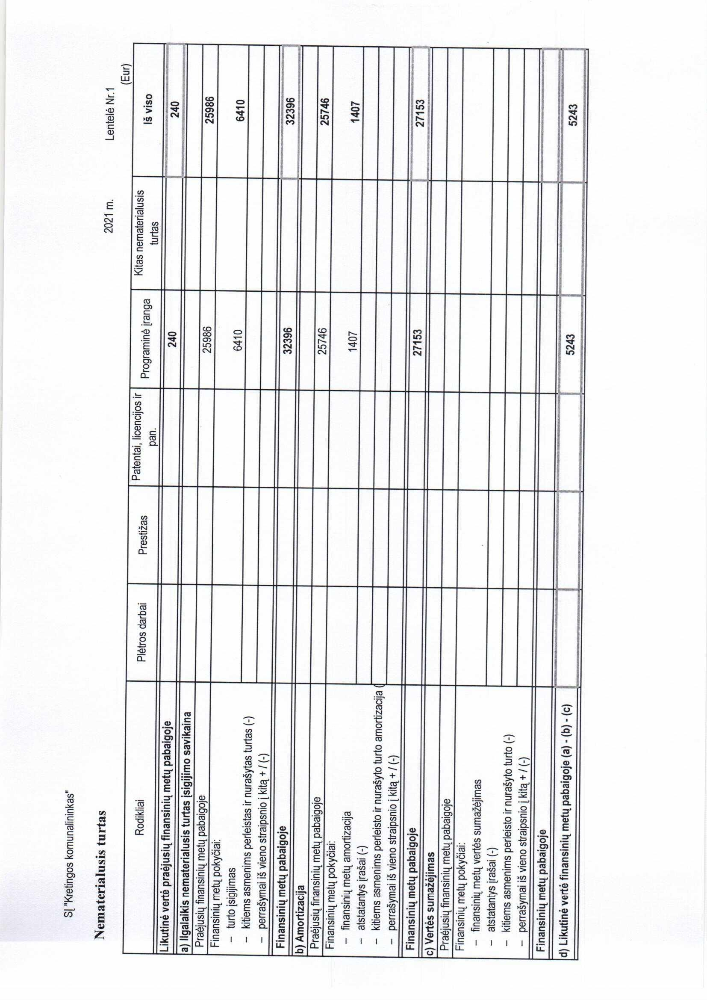 SĮ "Kretingos komunalininkas"
Nematerialusis turtas
2021 m. Lentelė Nr.1
(Eur)
Rodikliai Plėtros darbai Prestižas Patentai, licencijos ir pan. Programinė įranga Kitas nematerialusis turtas Iš viso
Likutinė vertė praėjusių finansinių metų pabaigoje 240 240
a) Ilgalaikis nematerialusis turtas įsigijimo savikaina
Praėjusių finansinių metų pabaigoje 25986 25986
Finansinių metų pokyčiai:
– turto įsigijimas 6410 6410
– kitiems asmenims perleistas ir nurašytas turtas (-)
– perrašymai iš vieno straipsnio į kitą + / (-)
Finansinių metų pabaigoje 32396 32396
b) Amortizacija
Praėjusių finansinių metų pabaigoje 25746 25746
Finansinių metų pokyčiai:
– finansinių metų amortizacija 1407 1407
– atstatantys įrašai (-)
– kitiems asmenims perleisto ir nurašyto turto amortizacija (
– perrašymai iš vieno straipsnio į kitą + / (-)
Finansinių metų pabaigoje 27153 27153
c) Vertės sumažėjimas
Praėjusių finansinių metų pabaigoje
Finansinių metų pokyčiai:
– finansinių metų vertės sumažėjimas
– atstatantys įrašai (-)
– kitiems asmenims perleisto ir nurašyto turto (-)
– perrašymai iš vieno straipsnio į kitą + / (-)
Finansinių metų pabaigoje
d) Likutinė vertė finansinių metų pabaigoje (a) - (b) - (c) 5243 5243